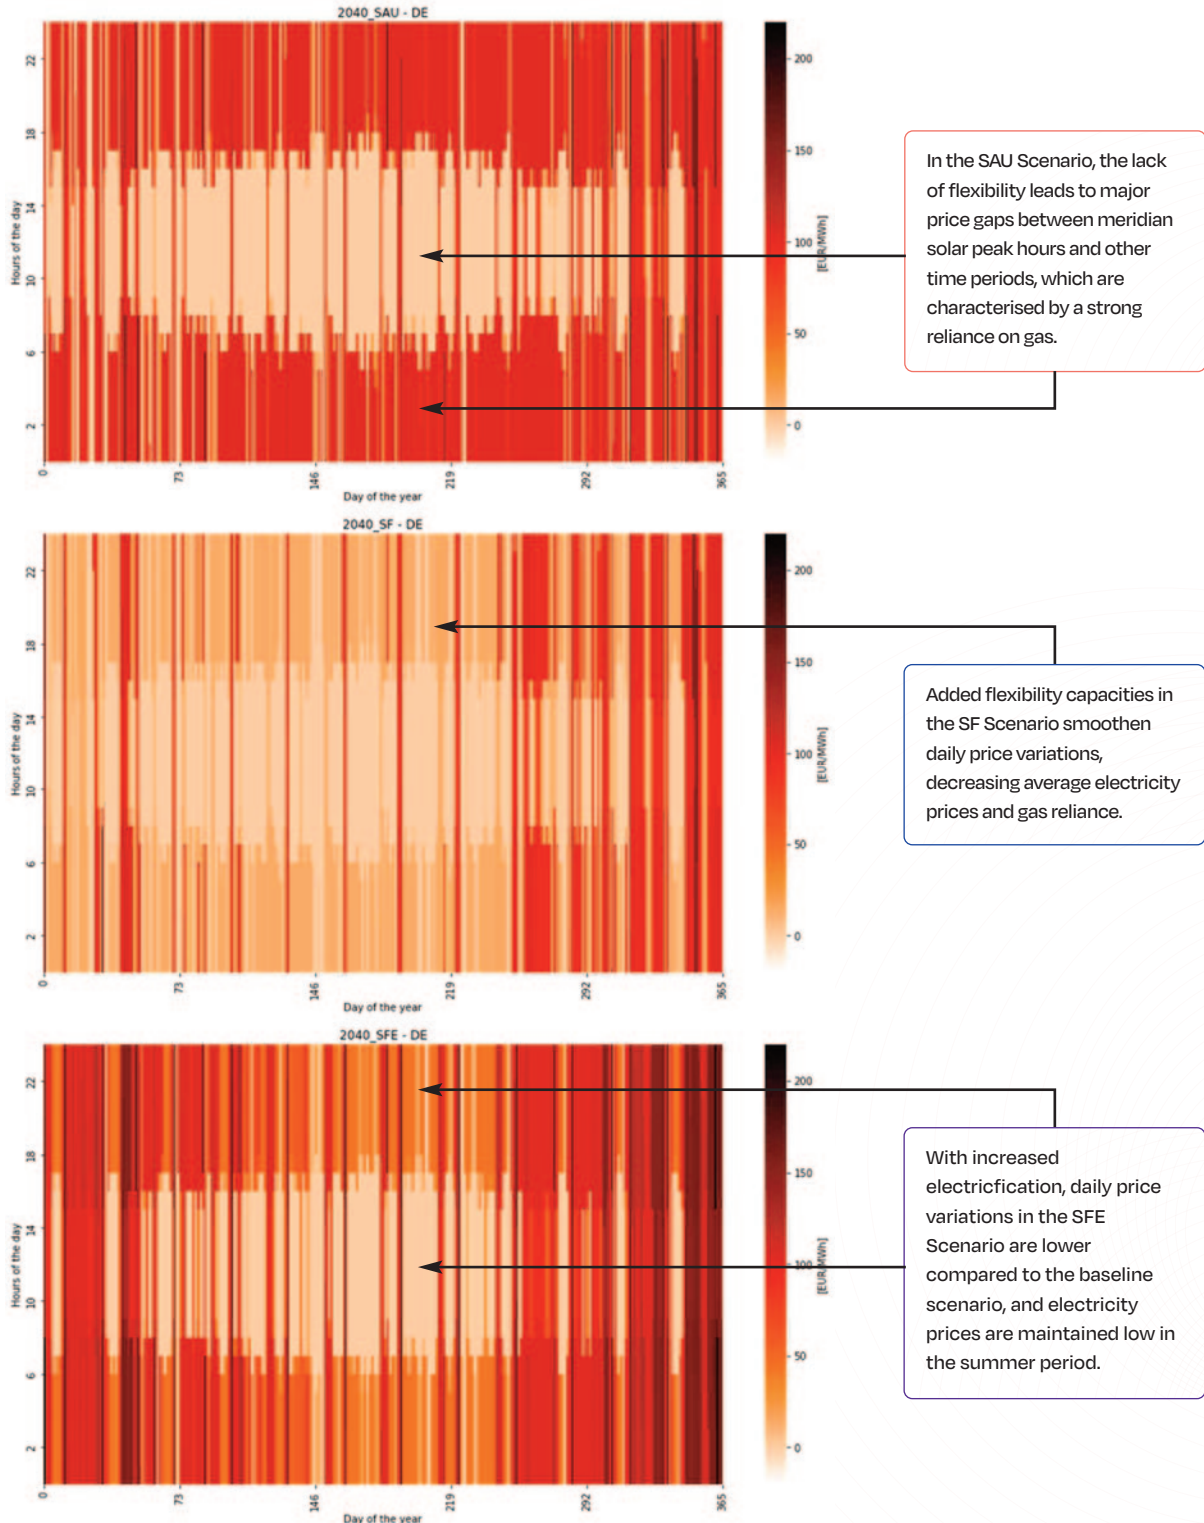 2040_SAU - DE
22
18
14
10
6
2
Hours of the day
0
73
146
219
292
365
Day of the year
200
150
100
50
0
[EUR/MWh]
In the SAU Scenario, the lack
of flexibility leads to major
price gaps between meridian
solar peak hours and other
time periods, which are
characterised by a strong
reliance on gas.
2040_SF - DE
22
18
14
10
6
2
Hours of the day
0
73
146
219
292
365
Day of the year
200
150
100
50
0
[EUR/MWh]
Added flexibility capacities in
the SF Scenario smoothen
daily price variations,
decreasing average electricity
prices and gas reliance.
2040_SFE - DE
22
18
14
10
6
2
Hours of the day
0
73
146
219
292
365
Day of the year
200
150
100
50
0
[EUR/MWh]
With increased
electricfication, daily price
variations in the SFE
Scenario are lower
compared to the baseline
scenario, and electricity
prices are maintained low in
the summer period.